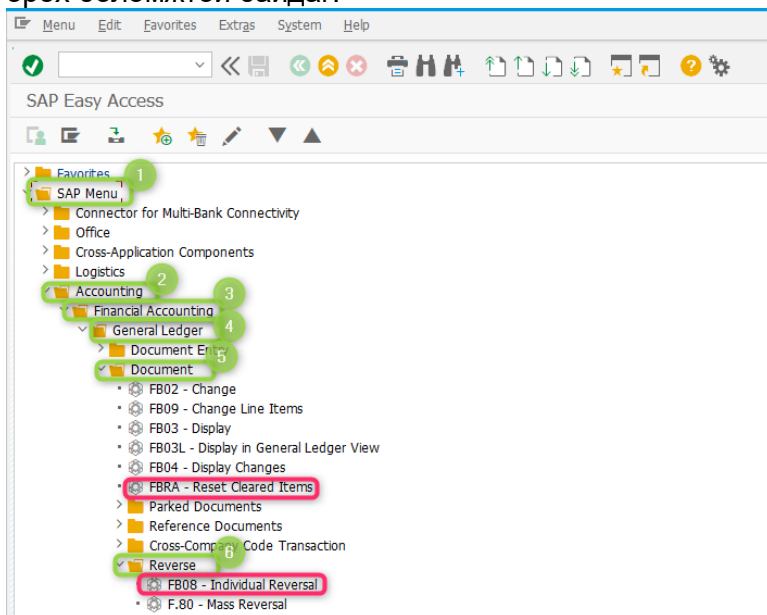 Menu Edit Favorites Extras System Help
SAP Easy Access
Favorites 1
SAP Menu
Connector for Multi-Bank Connectivity
Office
Cross-Application Components
Logistics
Accounting 2
Financial Accounting 3
General Ledger 4
Document Entry
Document 5
FB02 - Change
FB09 - Change Line Items
FB03 - Display
FB03L - Display in General Ledger View
FB04 - Display Changes
FBRA - Reset Cleared Items
Parked Documents
Reference Documents
Cross-Company Code Transaction
Reverse 6
FB08 - Individual Reversal
F.80 - Mass Reversal